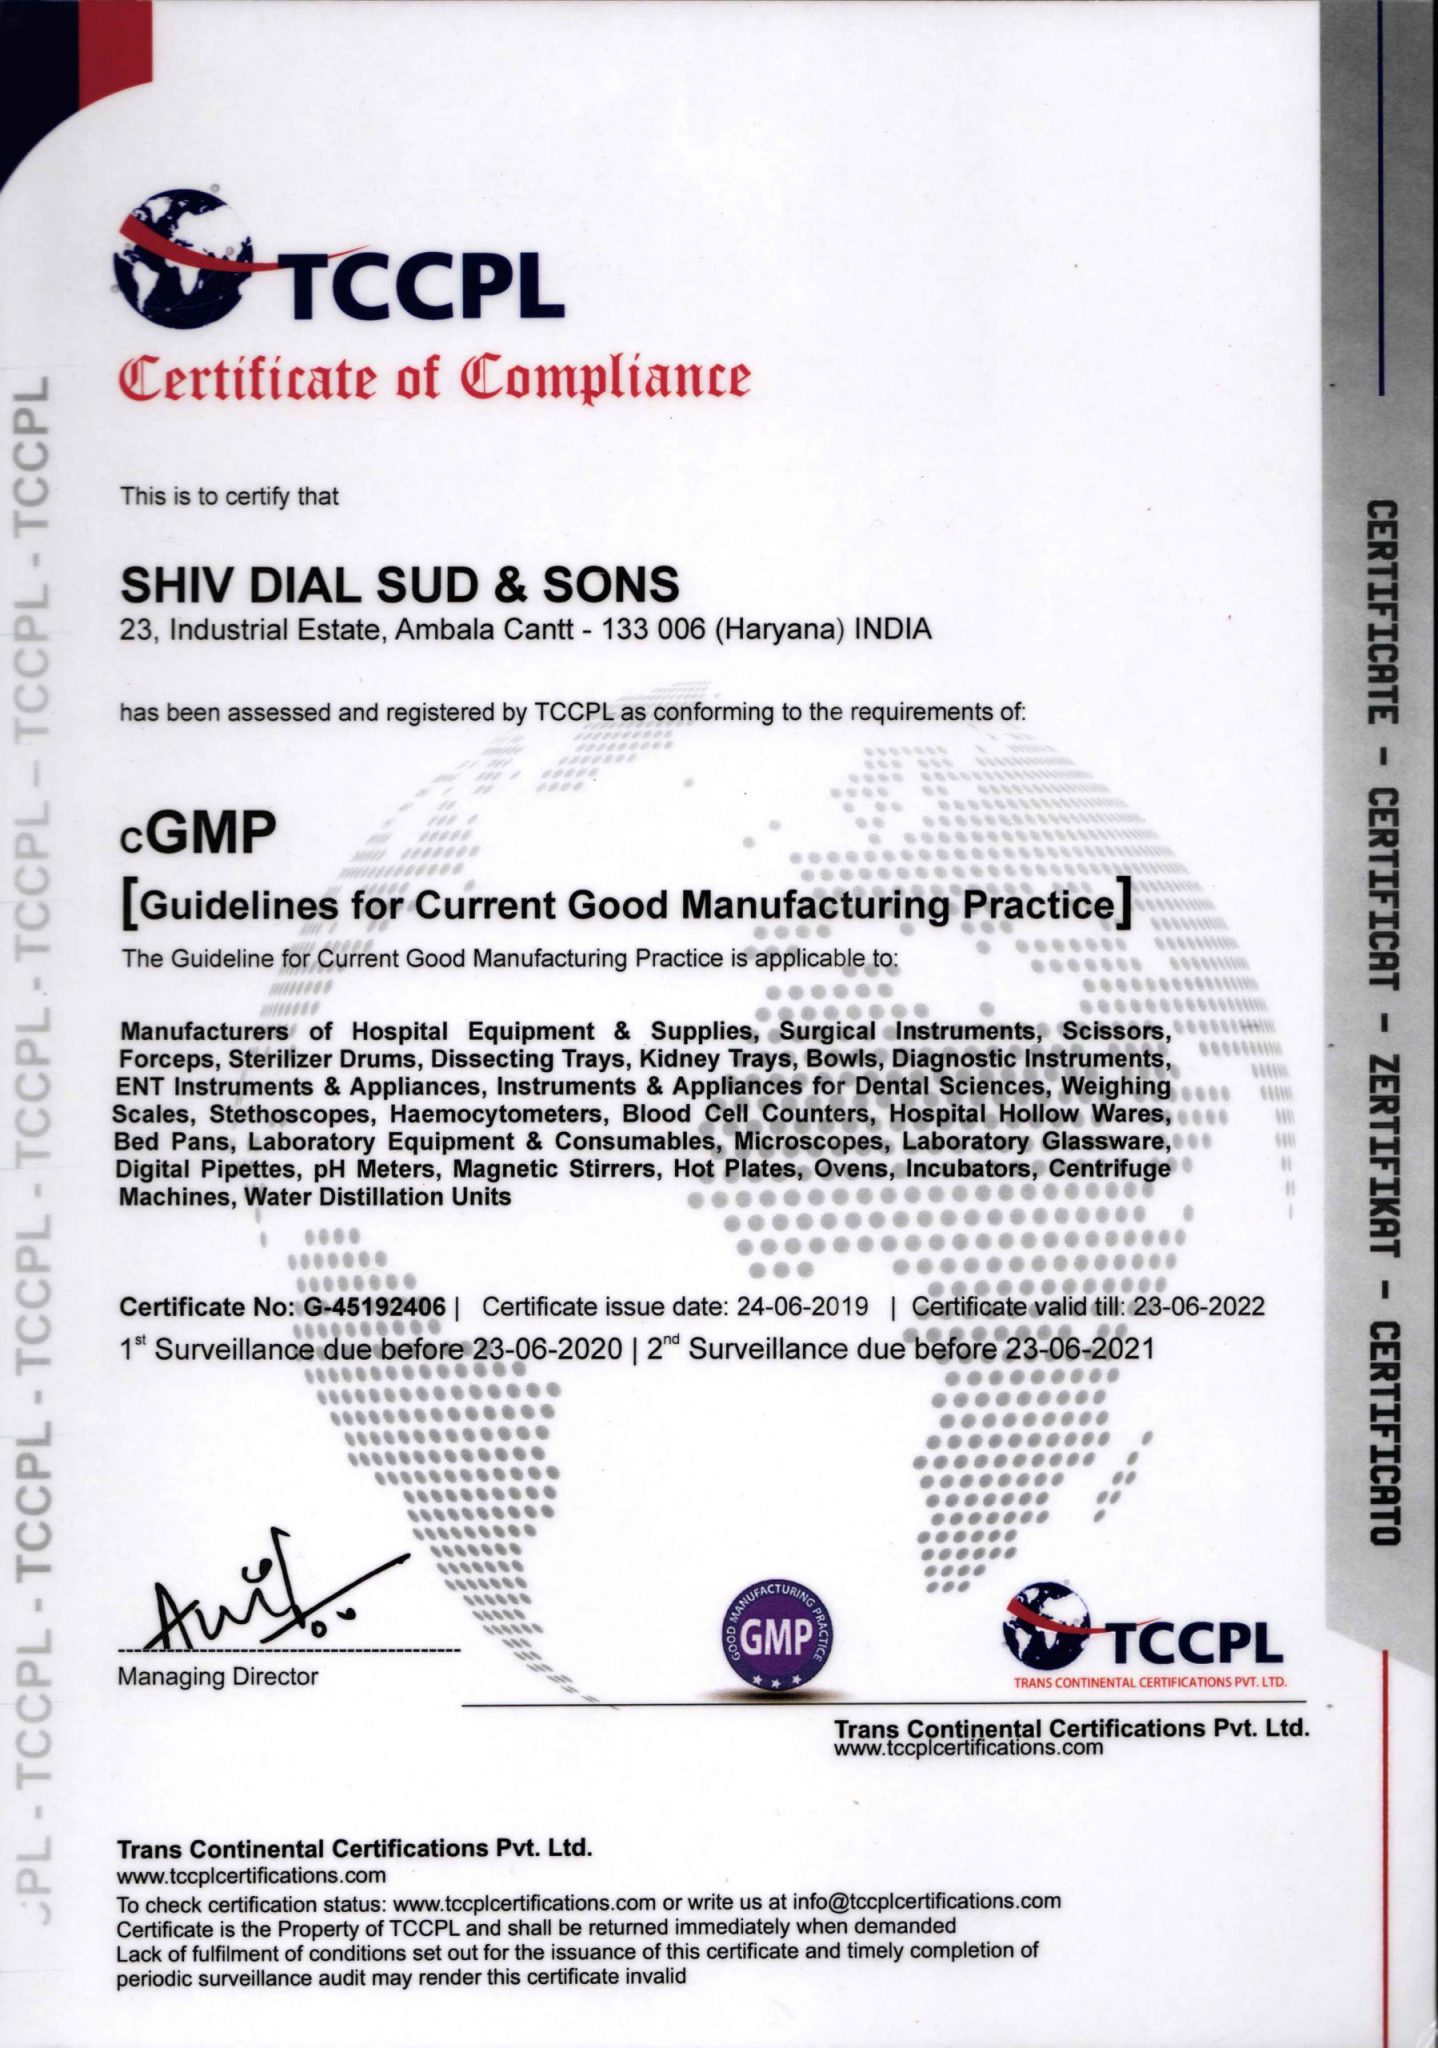 TCCPL
Certificate of Compliance
This is to certify that
SHIV DIAL SUD & SONS
23, Industrial Estate, Ambala Cantt - 133 006 (Haryana) INDIA
has been assessed and registered by TCCPL as conforming to the requirements of:
cGMP
[Guidelines for Current Good Manufacturing Practice]
The Guideline for Current Good Manufacturing Practice is applicable to:
Manufacturers of Hospital Equipment & Supplies, Surgical Instruments, Scissors,
Forceps, Sterilizer Drums, Dissecting Trays, Kidney Trays, Bowls, Diagnostic Instruments,
ENT Instruments & Appliances, Instruments & Appliances for Dental Sciences, Weighing
Scales, Stethoscopes, Haemocytometers, Blood Cell Counters, Hospital Hollow Wares,
Bed Pans, Laboratory Equipment & Consumables, Microscopes, Laboratory Glassware,
Digital Pipettes, pH Meters, Magnetic Stirrers, Hot Plates, Ovens, Incubators, Centrifuge
Machines, Water Distillation Units
Certificate No: G-45192406 | Certificate issue date: 24-06-2019 | Certificate valid till: 23-06-2022
1st Surveillance due before 23-06-2020 | 2nd Surveillance due before 23-06-2021
Managing Director
GOOD MANUFACTURING PRACTICE
GMP
TCCPL
TRANS CONTINENTAL CERTIFICATIONS PVT. LTD.
Trans Continental Certifications Pvt. Ltd.
www.tccplcertifications.com
Trans Continental Certifications Pvt. Ltd.
www.tccplcertifications.com
To check certification status: www.tccplcertifications.com or write us at info@tccplcertifications.com
Certificate is the Property of TCCPL and shall be returned immediately when demanded
Lack of fulfilment of conditions set out for the issuance of this certificate and timely completion of
periodic surveillance audit may render this certificate invalid
CPL - TCCPL - TCCPL - TCCPL - TCCPL - TCCPL – TCCPL - TCCPL - TCCPL
CERTIFICATE - CERTIFICAT - ZERTIFIKAT - CERTIFICATO